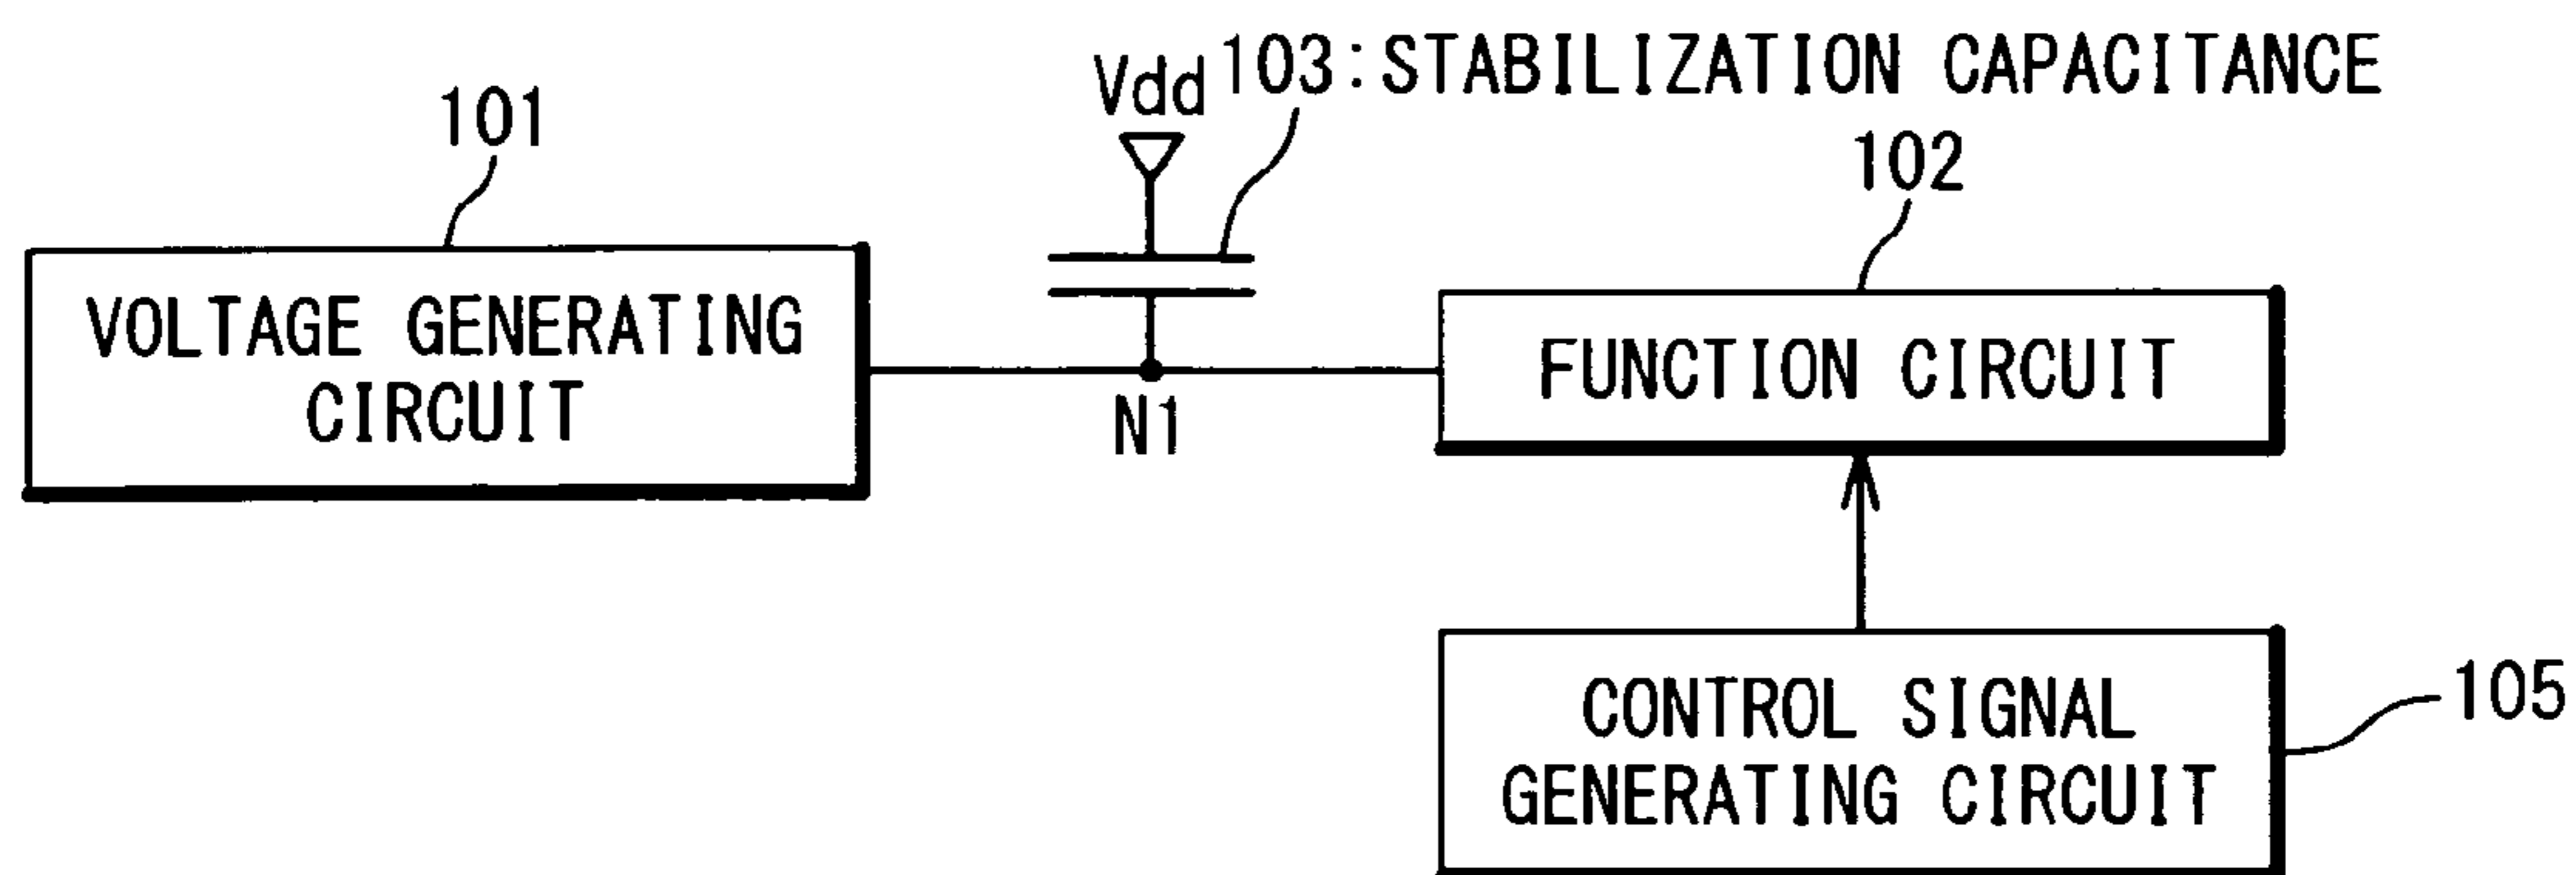 103:STABILIZATION CAPACITANCE
Vdd
101
102
VOLTAGE GENERATING
CIRCUIT
FUNCTION CIRCUIT
N1
105
CONTROL SIGNAL
GENERATING CIRCUIT